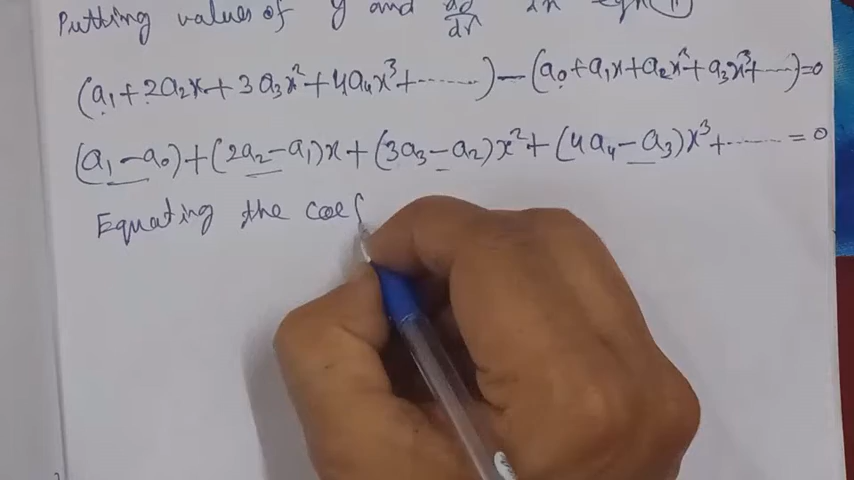 Putting values of y and dy/dx in eqn (1)
(a₁+2a₂x+3a₃x²+4a₄x³+.......)-(a₀+a₁x+a₂x²+a₃x³+....)=0
(a₁-a₀)+(2a₂-a₁)x+(3a₃-a₂)x²+(4a₄-a₃)x³+....... =0
Equating the coef